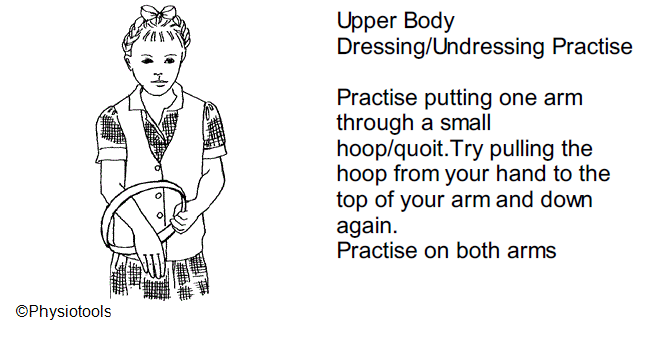 Upper Body
Dressing/Undressing Practise
Practise putting one arm
through a small
hoop/quoit.Try pulling the
hoop from your hand to the
top of your arm and down
again.
Practise on both arms
©Physiotools